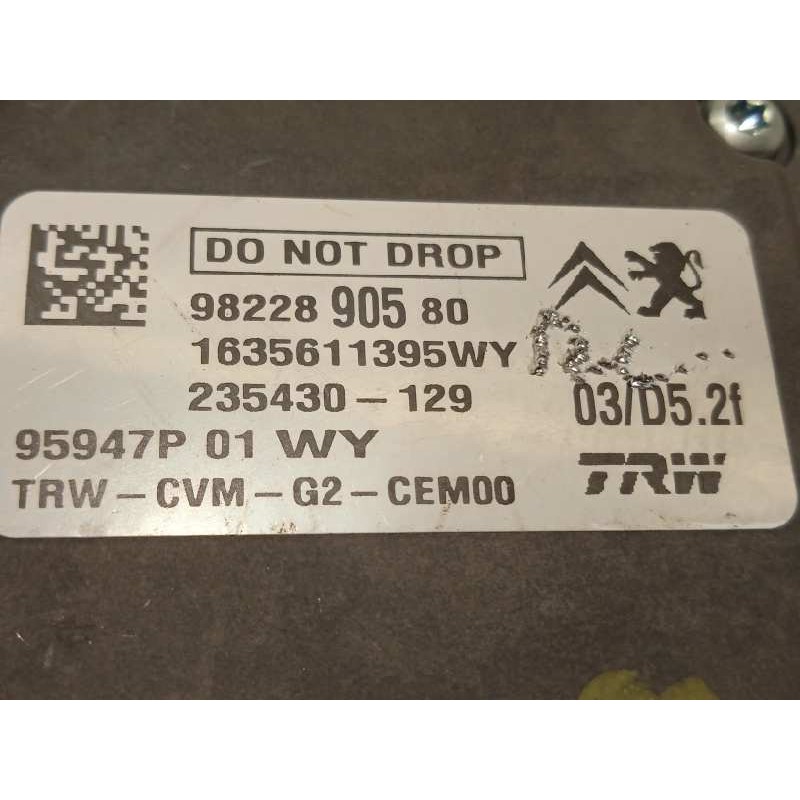 DO NOT DROP
98228 905 80
1635611395WY
235430-129
03/D5.2f
95947P 01 WY
TRW
TRW-CVM-G2-CEM00